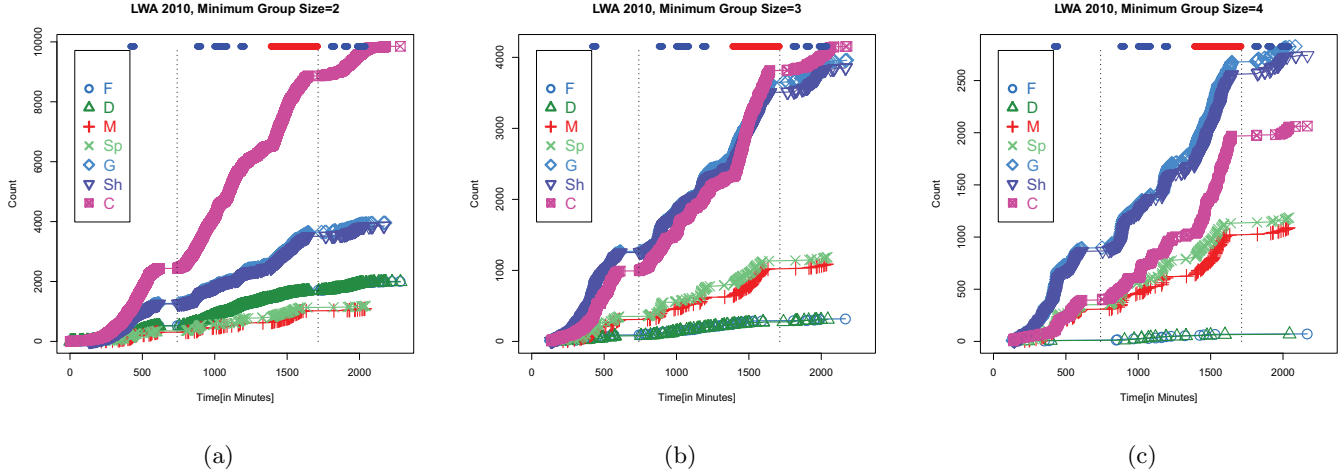 LWA 2010, Minimum Group Size=2
10000
8000
6000
4000
2000
0
Count
F
D
M
Sp
G
Sh
C
0
500
1000
1500
2000
Time[in Minutes]
(a)
LWA 2010, Minimum Group Size=3
4000
3000
2000
1000
0
Count
F
D
M
Sp
G
Sh
C
0
500
1000
1500
2000
Time[in Minutes]
(b)
LWA 2010, Minimum Group Size=4
2500
2000
1500
1000
500
0
Count
F
D
M
Sp
G
Sh
C
0
500
1000
1500
2000
Time[in Minutes]
(c)